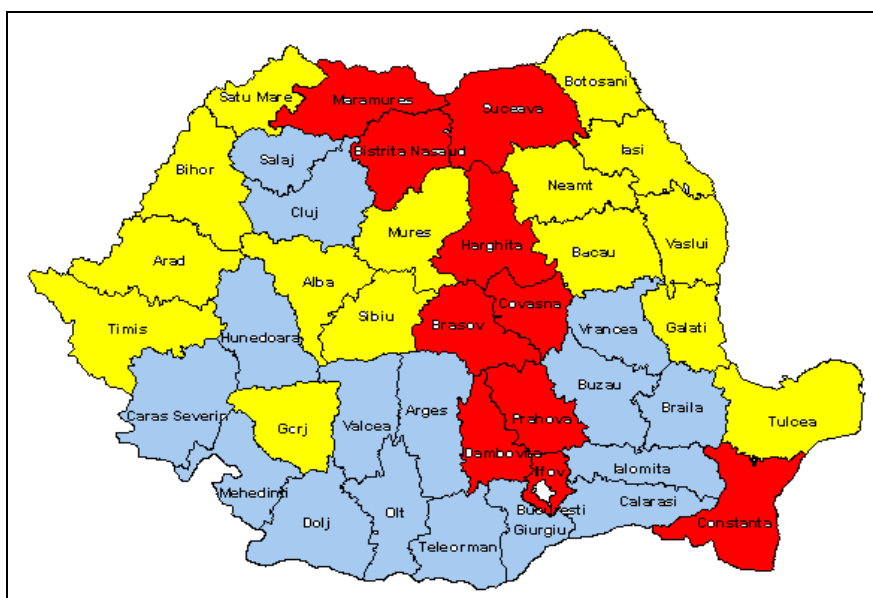 Botosani
Satu Mare
Maramures
Suceava
Iasi
Salaj
Bistrita Nasaud
Bihor
Neamt
Cluj
Mures
Harghita
Bacau
Vaslui
Arad
Alba
Covasna
Sibiu
Brasov
Timis
Hunedoara
Vrancea
Galati
Buzau
Caras Severin
Gorj
Valcea
Arges
Prahova
Braila
Tulcea
Dambovita
Ilfov
Ialomita
Mehedinti
Olt
Bucuresti
Calarasi
Dolj
Giurgiu
Constanta
Teleorman